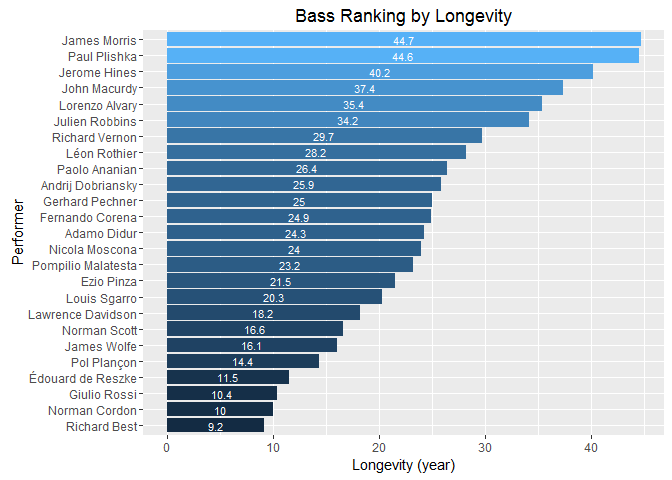 Bass Ranking by Longevity
Performer
James Morris 44.7
Paul Plishka 44.6
Jerome Hines 40.2
John Macurdy 37.4
Lorenzo Alvary 35.4
Julien Robbins 34.2
Richard Vernon 29.7
Léon Rothier 28.2
Paolo Ananian 26.4
Andrij Dobriansky 25.9
Gerhard Pechner 25
Fernando Corena 24.9
Adamo Didur 24.3
Nicola Moscona 24
Pompilio Malatesta 23.2
Ezio Pinza 21.5
Louis Sgarro 20.3
Lawrence Davidson 18.2
Norman Scott 16.6
James Wolfe 16.1
Pol Plançon 14.4
Édouard de Reszke 11.5
Giulio Rossi 10.4
Norman Cordon 10
Richard Best 9.2
0 10 20 30 40
Longevity (year)